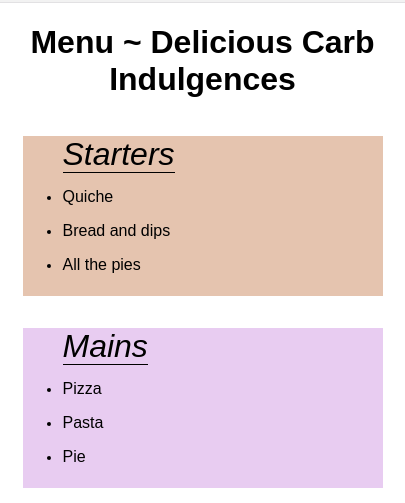 Menu ~ Delicious Carb
Indulgences
Starters
• Quiche
• Bread and dips
• All the pies
Mains
• Pizza
• Pasta
• Pie